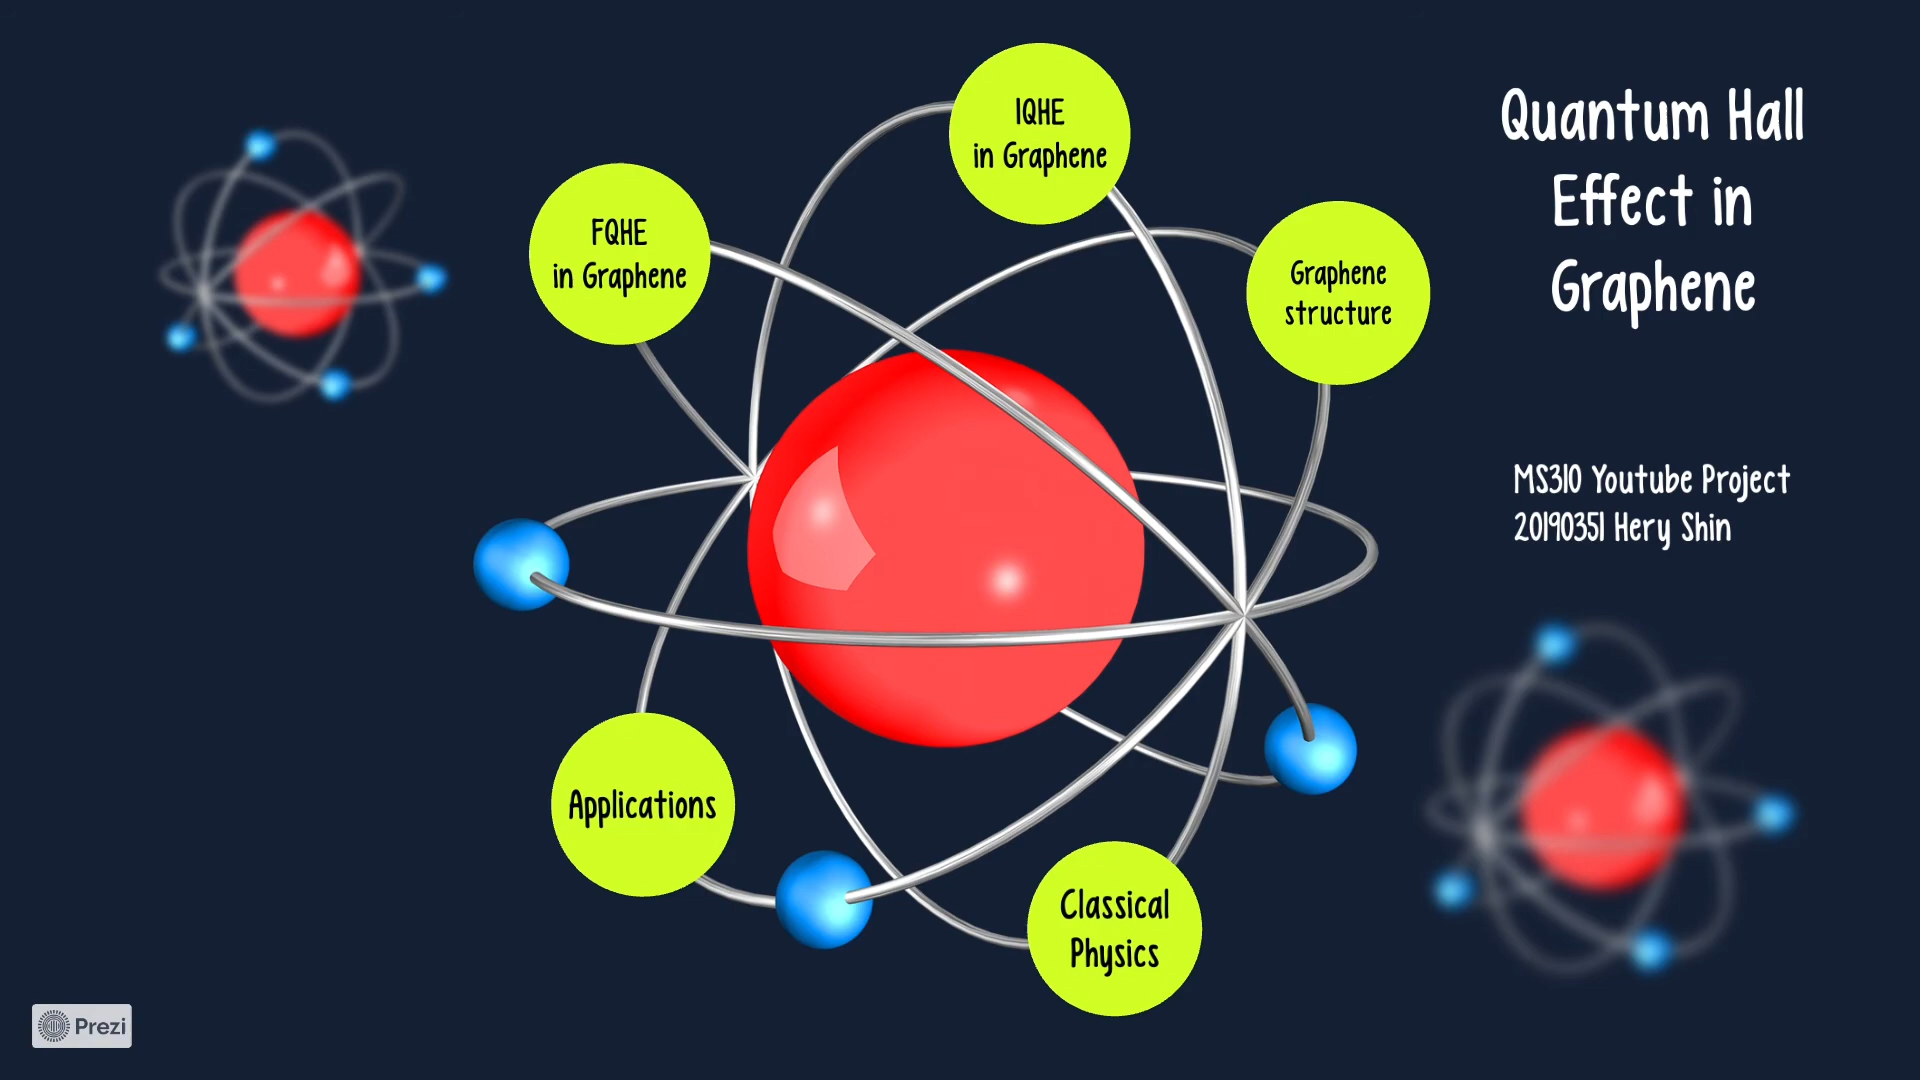 Quantum Hall
Effect in
Graphene
MS310 Youtube Project
20190351 Hery Shin
IQHE
in Graphene
FQHE
in Graphene
Graphene
structure
Applications
Classical
Physics
Prezi